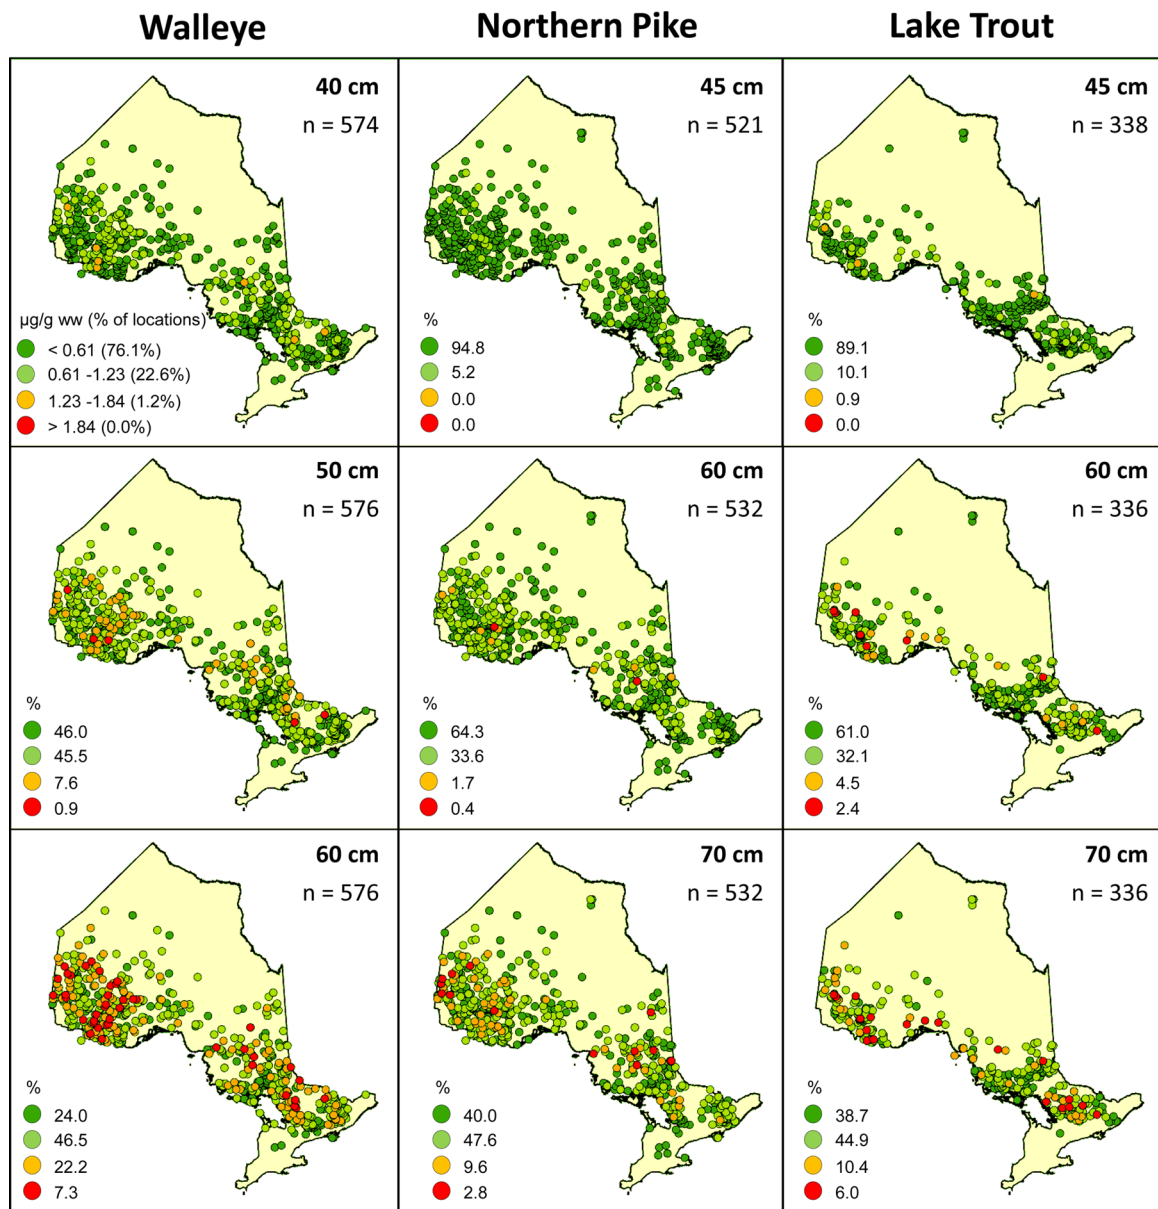 Walleye
Northern Pike
Lake Trout
40 cm
n = 574
µg/g ww (% of locations)
< 0.61 (76.1%)
0.61 -1.23 (22.6%)
1.23 -1.84 (1.2%)
> 1.84 (0.0%)
45 cm
n = 521
%
94.8
5.2
0.0
0.0
45 cm
n = 338
%
89.1
10.1
0.9
0.0
50 cm
n = 576
%
46.0
45.5
7.6
0.9
60 cm
n = 532
%
64.3
33.6
1.7
0.4
60 cm
n = 336
%
61.0
32.1
4.5
2.4
60 cm
n = 576
%
24.0
46.5
22.2
7.3
70 cm
n = 532
%
40.0
47.6
9.6
2.8
70 cm
n = 336
%
38.7
44.9
10.4
6.0